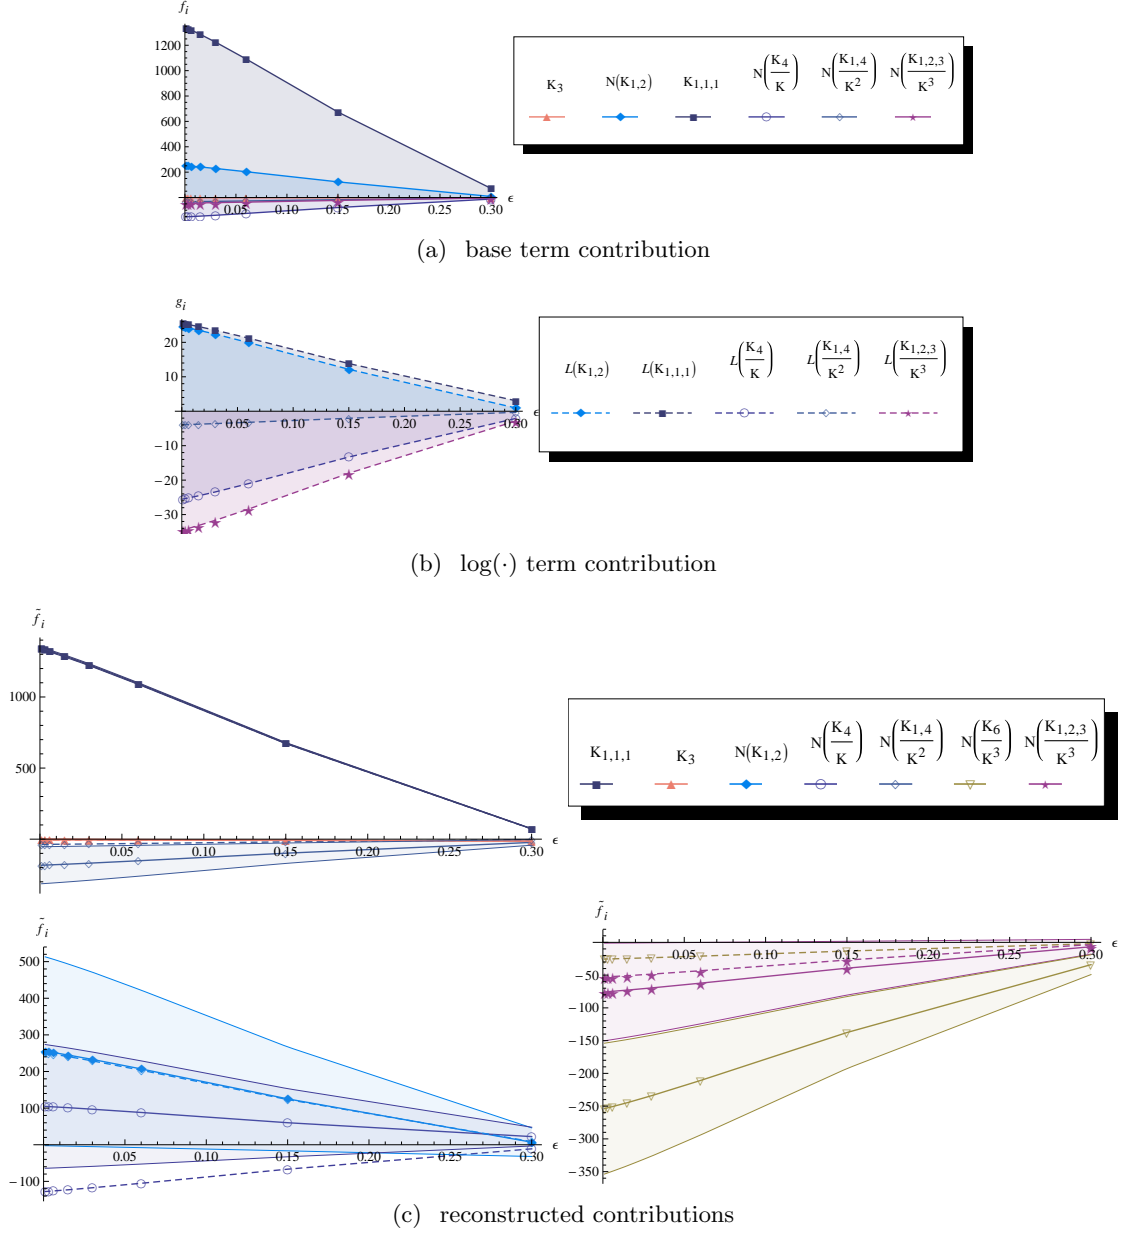 f_i
1200
1000
800
600
400
200
0.05 0.10 0.15 0.20 0.25 0.30 ϵ
K_3 N(K_{1,2}) K_{1,1,1} N(K_4/K) N(K_{1,4}/K^2) N(K_{1,2,3}/K^3)
(a) base term contribution
g_i
20
10
0.05 0.10 0.15 0.20 0.25 0.30 ϵ
−10
−20
−30
L(K_{1,2}) L(K_{1,1,1}) L(K_4/K) L(K_{1,4}/K^2) L(K_{1,2,3}/K^3)
(b) log(·) term contribution
f̃_i
1000
500
0.05 0.10 0.15 0.20 0.25 0.30
K_{1,1,1} K_3 N(K_{1,2}) N(K_4/K) N(K_{1,4}/K^2) N(K_6/K^3) N(K_{1,2,3}/K^3)
f̃_i
500
400
300
200
100
0.05 0.10 0.15 0.20 0.25 0.30 ϵ
−100
f̃_i
0.05 0.10 0.15 0.20 0.25 0.30 ϵ
−50
−100
−150
−200
−250
−300
−350
(c) reconstructed contributions